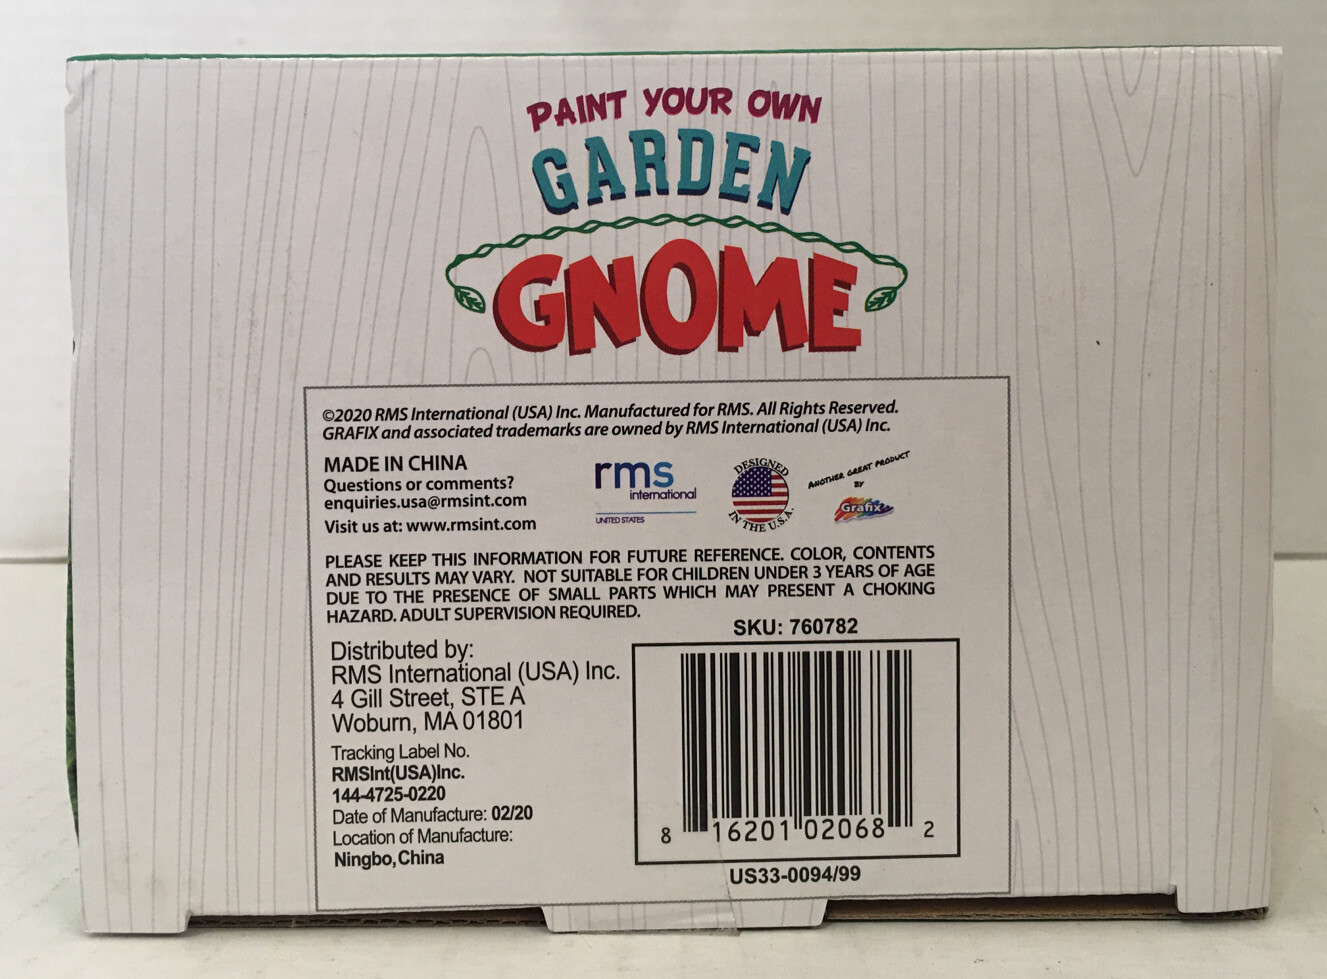 PAINT YOUR OWN
GARDEN
GNOME
©2020 RMS International (USA) Inc. Manufactured for RMS. All Rights Reserved.
GRAFIX and associated trademarks are owned by RMS International (USA) Inc.
MADE IN CHINA
Questions or comments?
enquiries.usa@rmsint.com
Visit us at: www.rmsint.com
rms
international
UNITED STATES
DESIGNED
IN THE U.S.A.
ANOTHER GREAT PRODUCT
BY
Grafix
PLEASE KEEP THIS INFORMATION FOR FUTURE REFERENCE. COLOR, CONTENTS
AND RESULTS MAY VARY. NOT SUITABLE FOR CHILDREN UNDER 3 YEARS OF AGE
DUE TO THE PRESENCE OF SMALL PARTS WHICH MAY PRESENT A CHOKING
HAZARD. ADULT SUPERVISION REQUIRED.
Distributed by:
RMS International (USA) Inc.
4 Gill Street, STE A
Woburn, MA 01801
Tracking Label No.
RMSInt(USA)Inc.
144-4725-0220
Date of Manufacture: 02/20
Location of Manufacture:
Ningbo,China
SKU: 760782
8 16201 02068 2
US33-0094/99